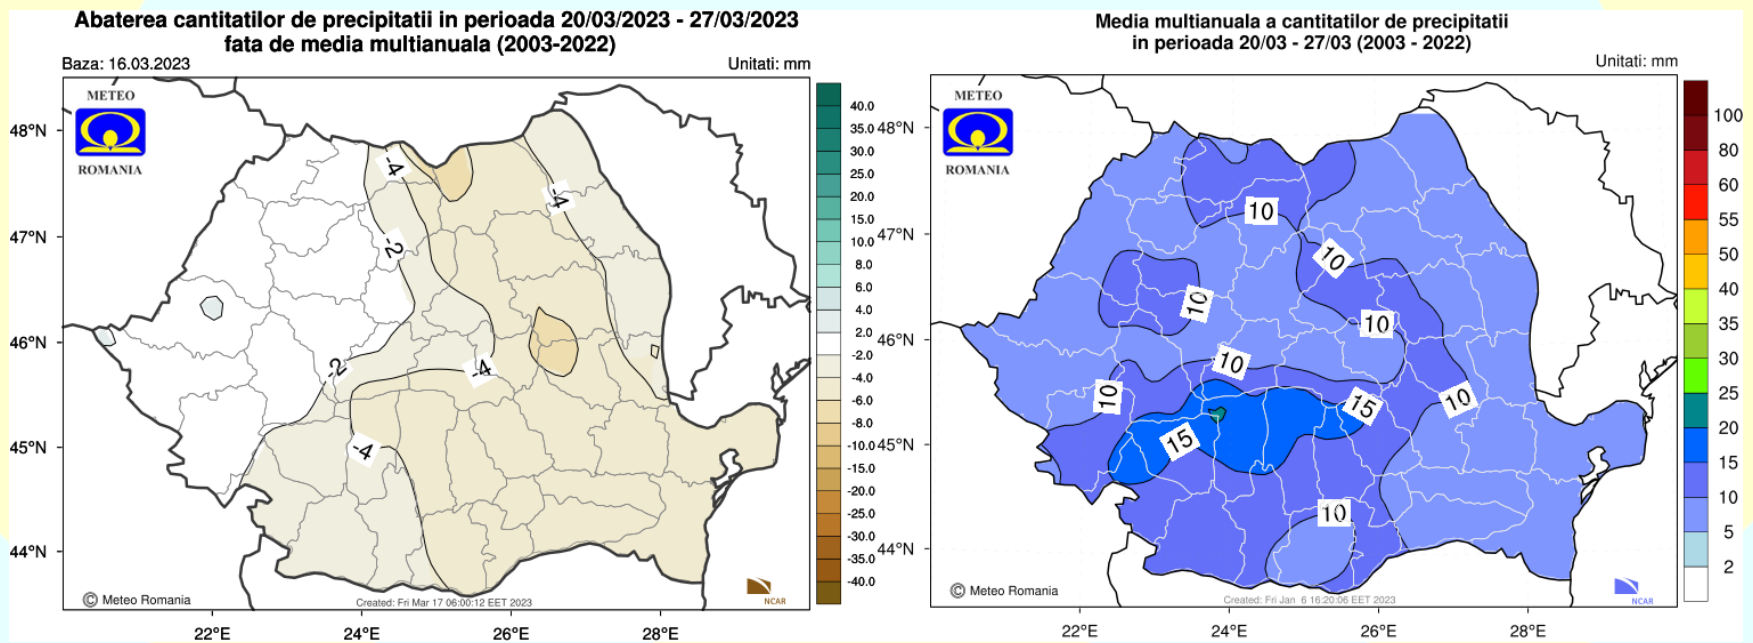 Abaterea cantitatilor de precipitatii in perioada 20/03/2023 - 27/03/2023
fata de media multianuala (2003-2022)
Baza: 16.03.2023
Unitati: mm
METEO
ROMANIA
48°N
47°N
46°N
45°N
44°N
-4
-4
-2
-2
-4
-4
40.0
35.0
30.0
25.0
20.0
15.0
10.0
8.0
6.0
4.0
2.0
-2.0
-4.0
-6.0
-8.0
-10.0
-15.0
-20.0
-25.0
-30.0
-35.0
-40.0
© Meteo Romania
Created: Fri Mar 17 06:00:12 EET 2023
NCAR
22°E
24°E
26°E
28°E
Media multianuala a cantitatilor de precipitatii
in perioada 20/03 - 27/03 (2003 - 2022)
Unitati: mm
METEO
ROMANIA
48°N
47°N
46°N
45°N
44°N
10
10
10
10
10
10
15
10
15
10
100
80
60
55
50
40
35
30
25
20
15
10
5
2
© Meteo Romania
Created: Fri Jan 6 16:20:06 EET 2023
NCAR
22°E
24°E
26°E
28°E